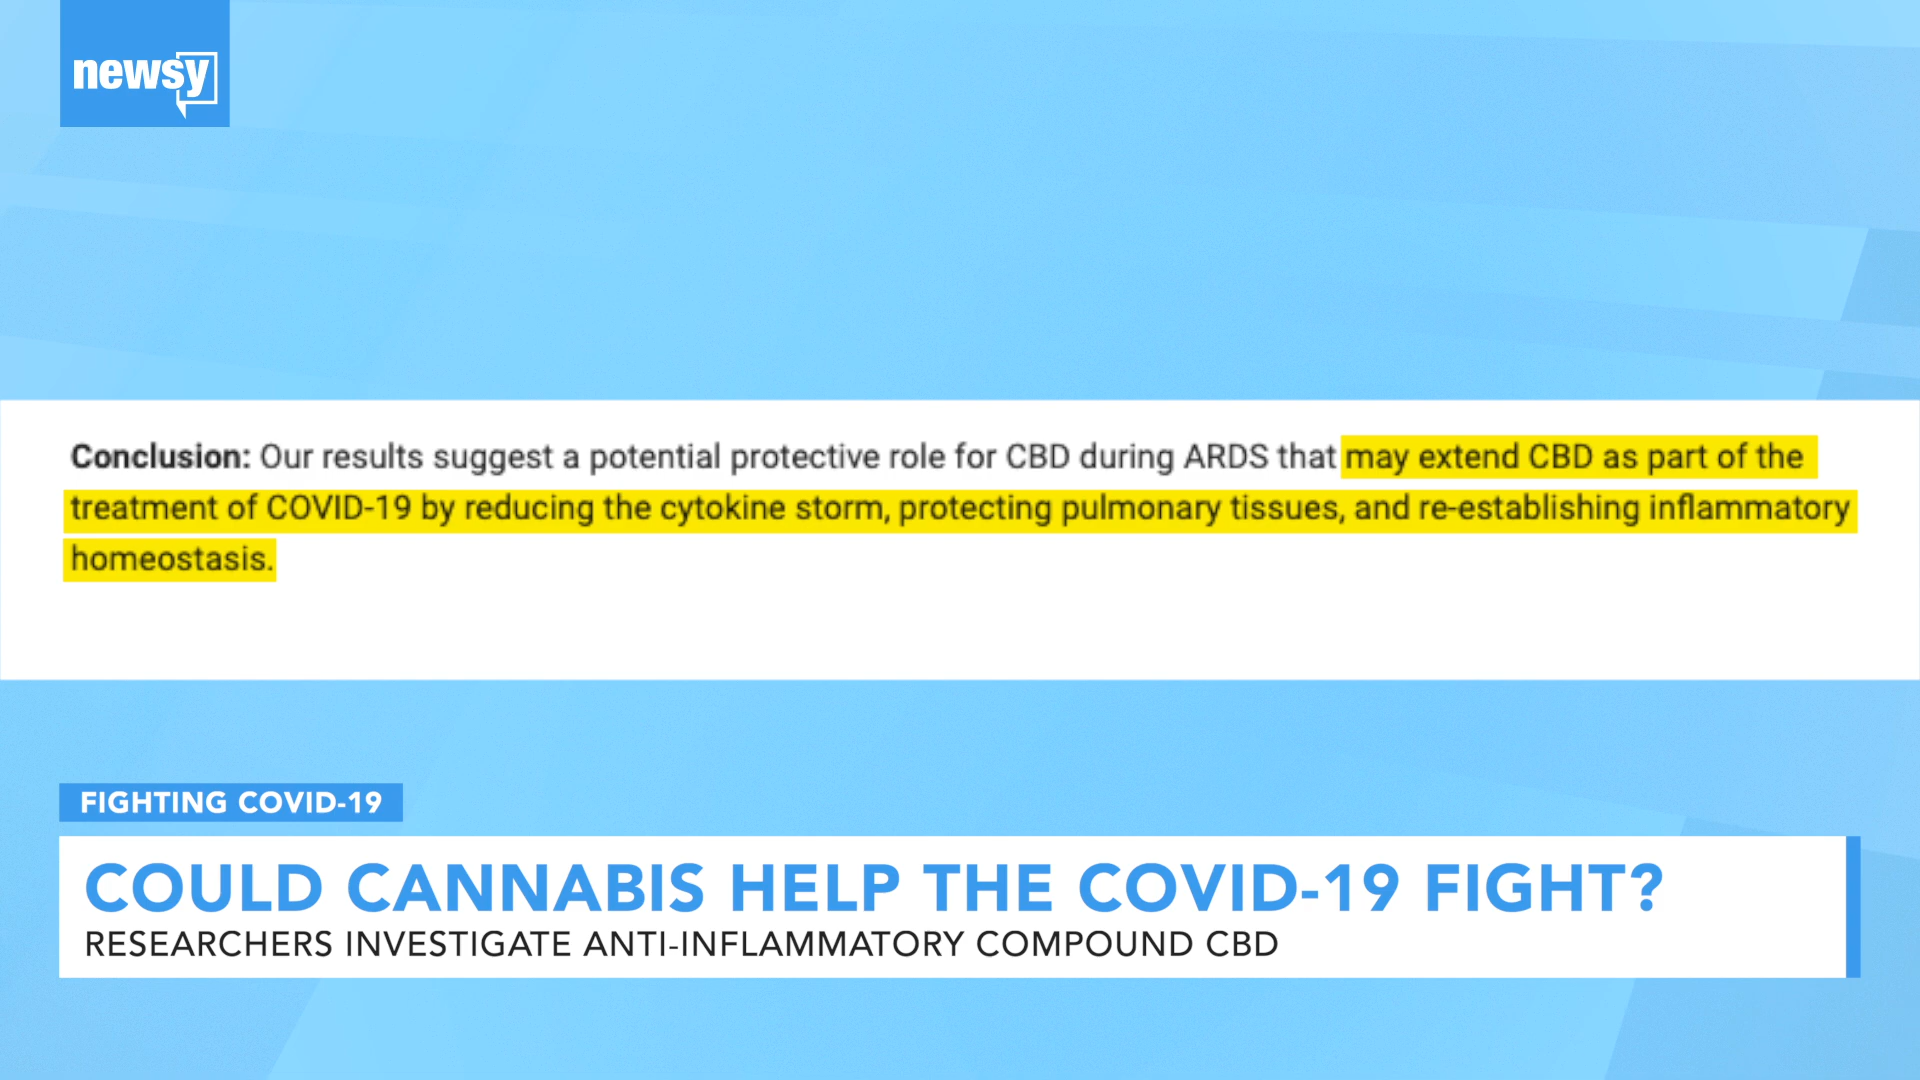 newsy
Conclusion: Our results suggest a potential protective role for CBD during ARDS that may extend CBD as part of the
treatment of COVID-19 by reducing the cytokine storm, protecting pulmonary tissues, and re-establishing inflammatory
homeostasis.
FIGHTING COVID-19
COULD CANNABIS HELP THE COVID-19 FIGHT?
RESEARCHERS INVESTIGATE ANTI-INFLAMMATORY COMPOUND CBD